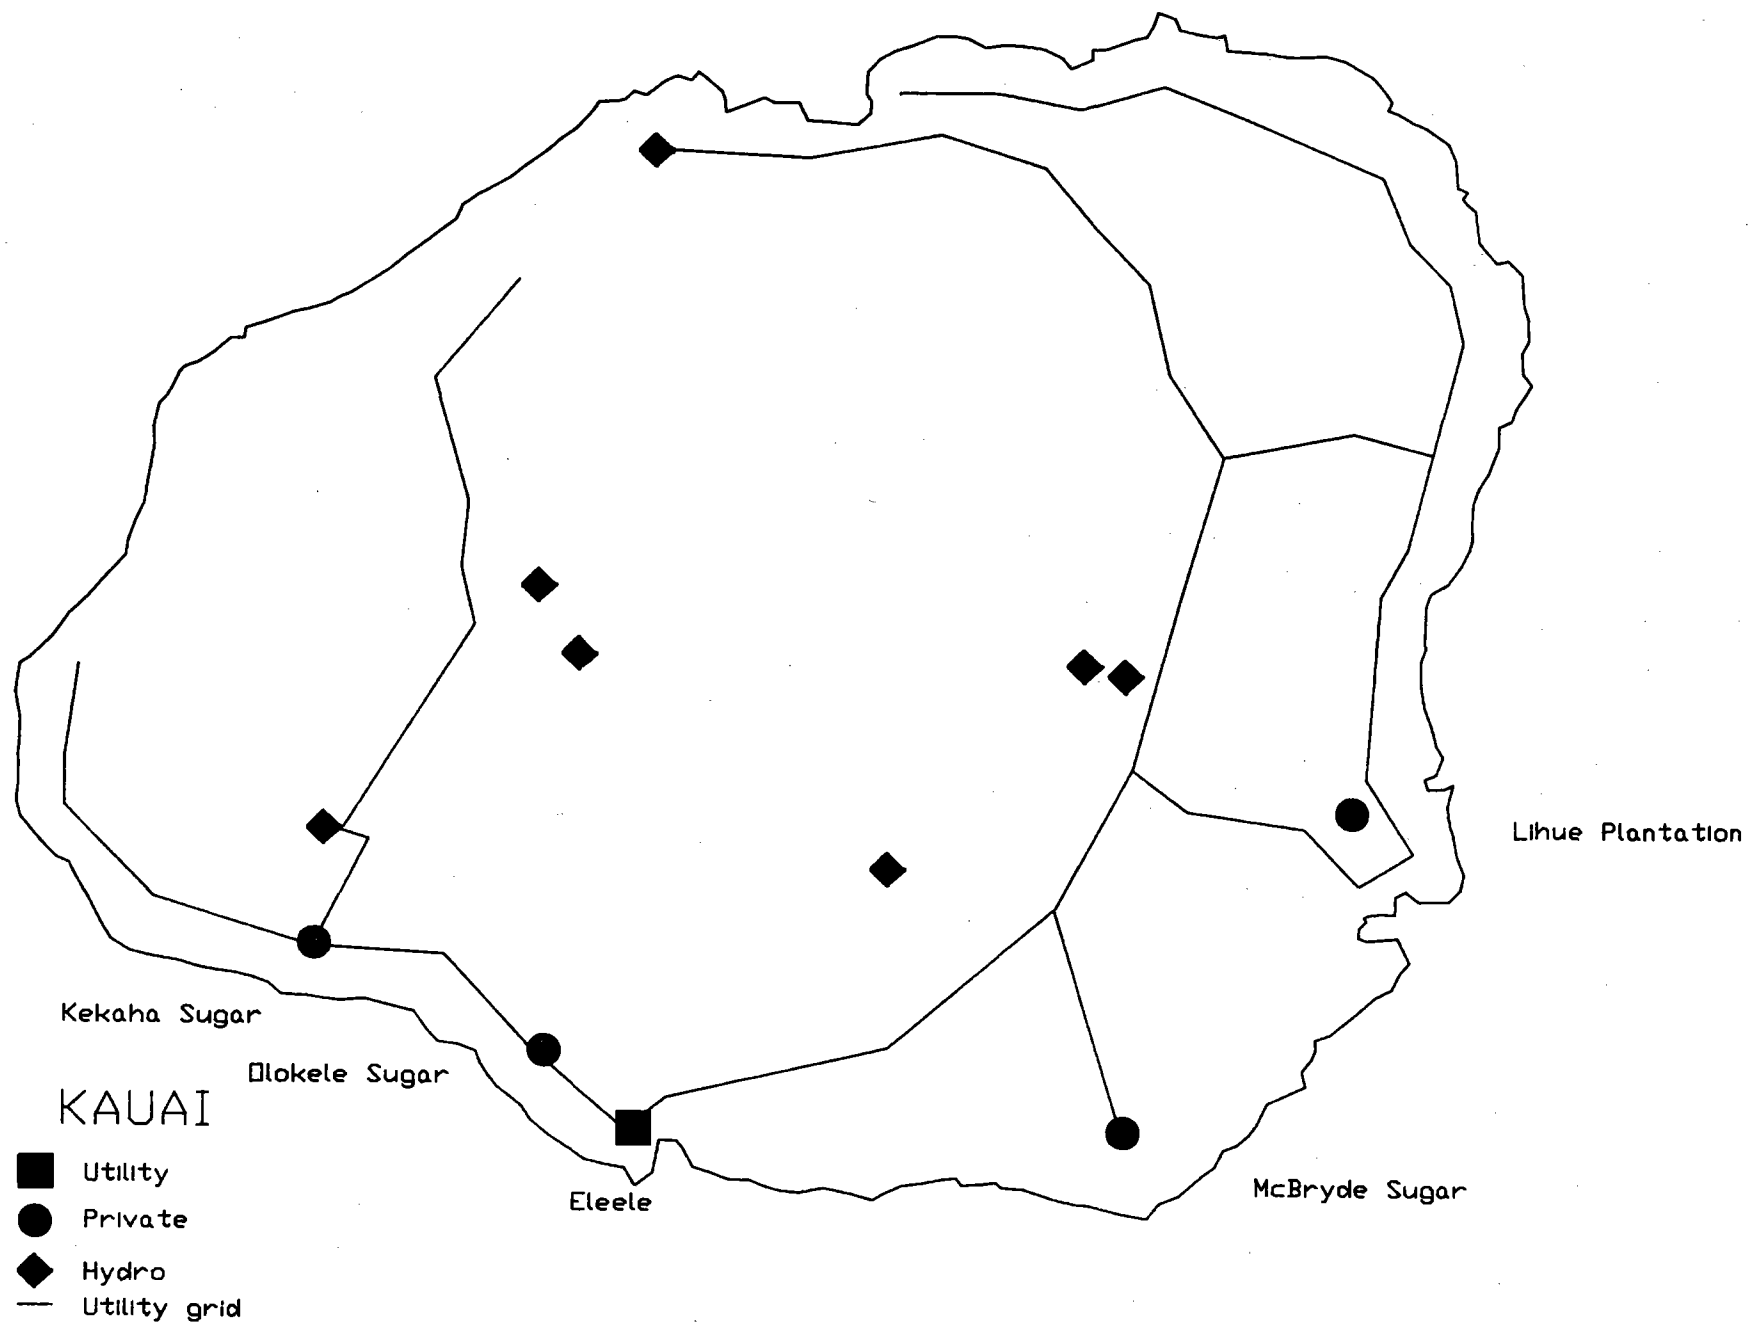 Lihue Plantation
Kekaha Sugar
Olokele Sugar
KAUAI
Utility
Eleele
McBryde Sugar
Private
Hydro
Utility grid